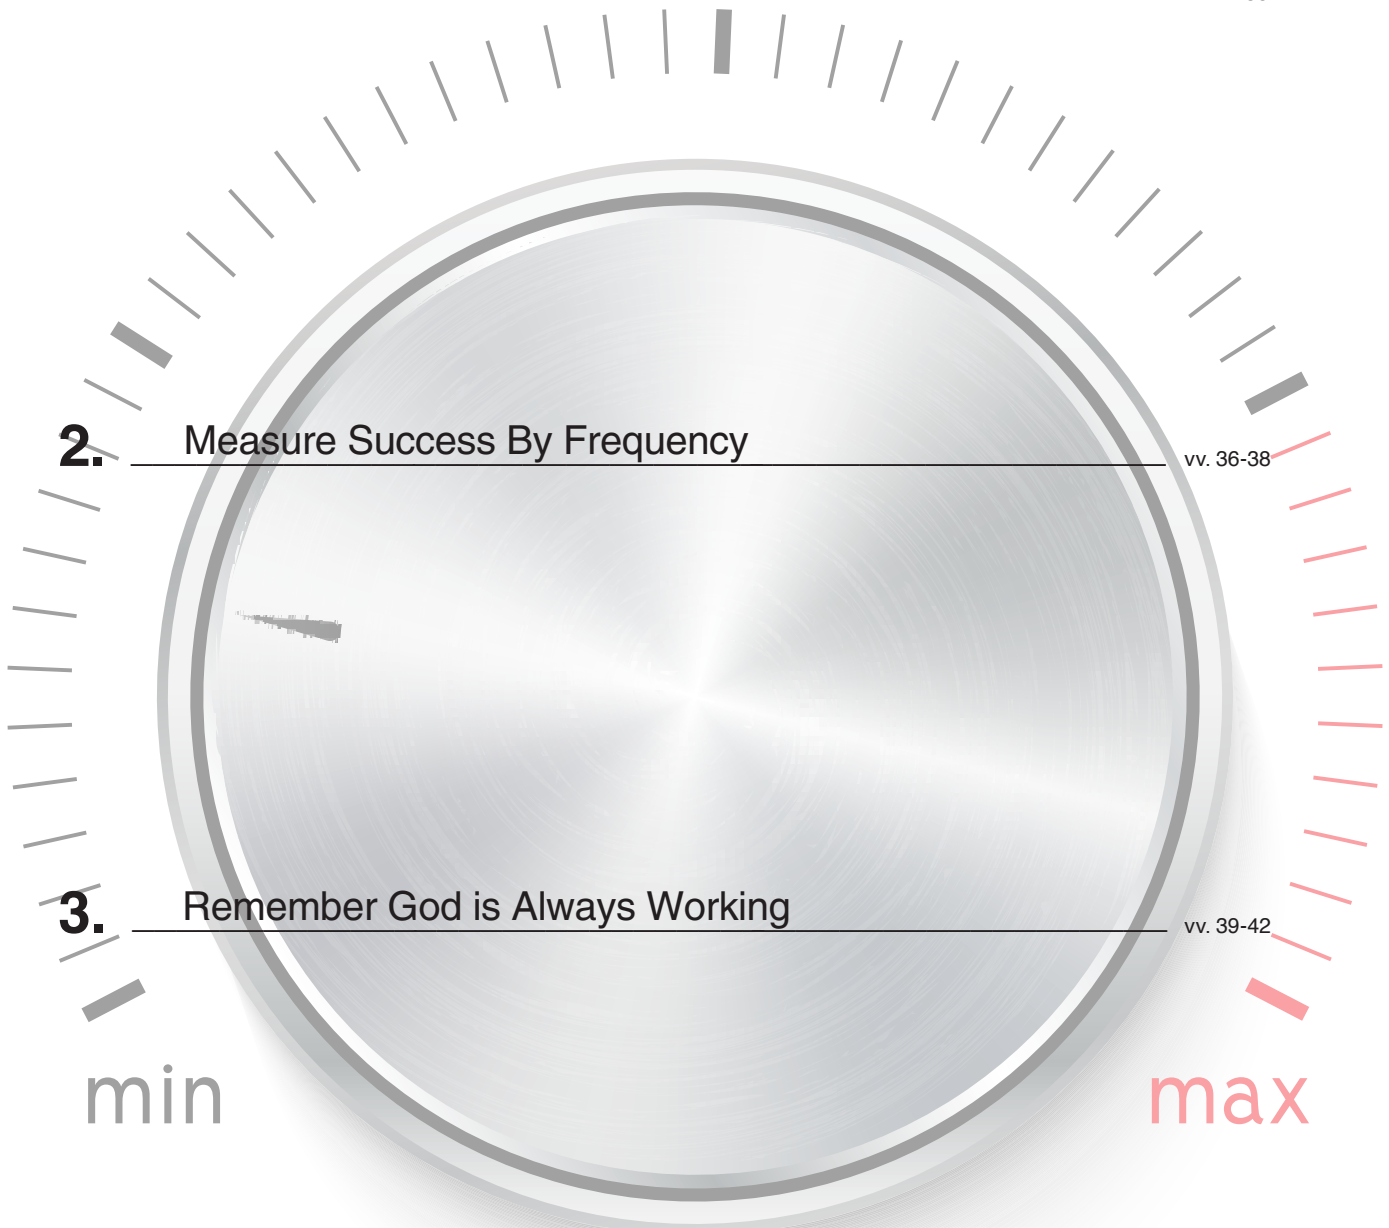 2. Measure Success By Frequency vv. 36-38
3. Remember God is Always Working vv. 39-42
min max